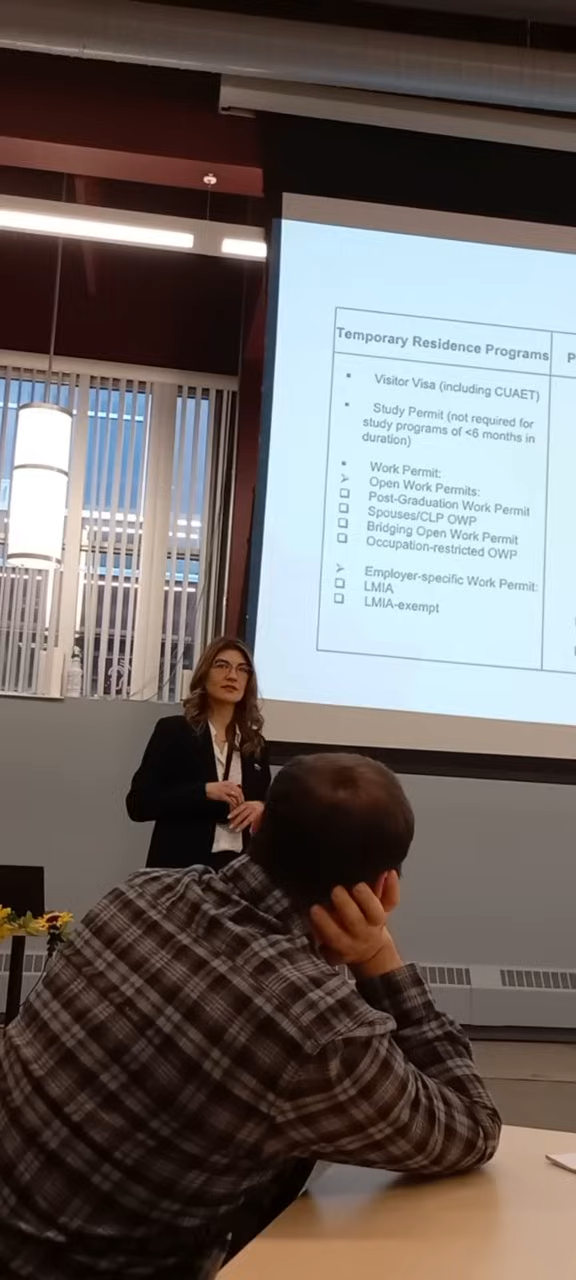 Temporary Residence Programs
P
▪ Visitor Visa (including CUAET)
▪ Study Permit (not required for
study programs of <6 months in
duration)
▪ Work Permit:
➢ Open Work Permits:
❑ Post-Graduation Work Permit
❑ Spouses/CLP OWP
❑ Bridging Open Work Permit
❑ Occupation-restricted OWP
➢ Employer-specific Work Permit:
❑ LMIA
❑ LMIA-exempt